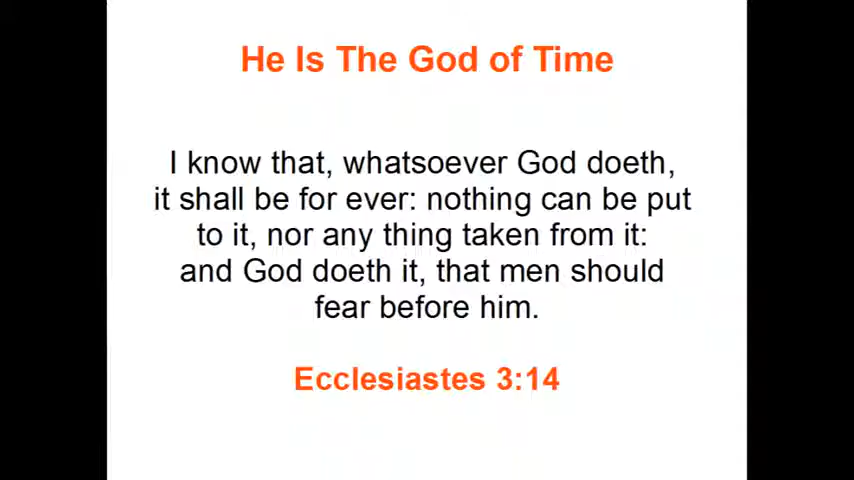 He Is The God of Time
I know that, whatsoever God doeth,
it shall be for ever: nothing can be put
to it, nor any thing taken from it:
and God doeth it, that men should
fear before him.
Ecclesiastes 3:14